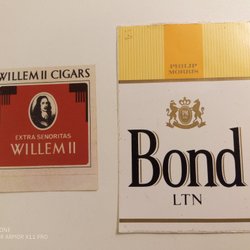 WILLEM II CIGARS
EXTRA SENORITAS
WILLEM II
PHILIP
MORRIS
Bond
LTN